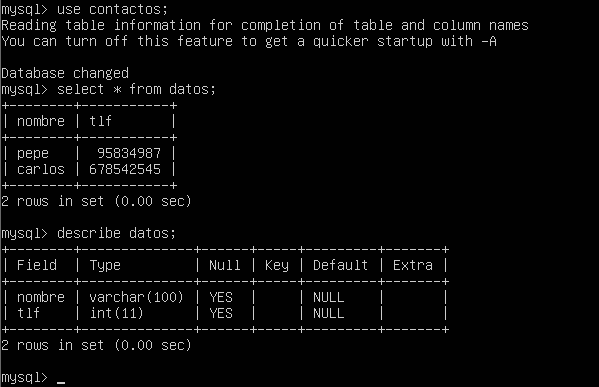 mysql> use contactos;
Reading table information for completion of table and column names
You can turn off this feature to get a quicker startup with -A

Database changed
mysql> select * from datos;
+--------+-----------+
| nombre | tlf       |
+--------+-----------+
| pepe   |  95834987 |
| carlos | 678542545 |
+--------+-----------+
2 rows in set (0.00 sec)

mysql> describe datos;
+--------+--------------+------+-----+---------+-------+
| Field  | Type         | Null | Key | Default | Extra |
+--------+--------------+------+-----+---------+-------+
| nombre | varchar(100) | YES  |     | NULL    |       |
| tlf    | int(11)      | YES  |     | NULL    |       |
+--------+--------------+------+-----+---------+-------+
2 rows in set (0.00 sec)

mysql> _